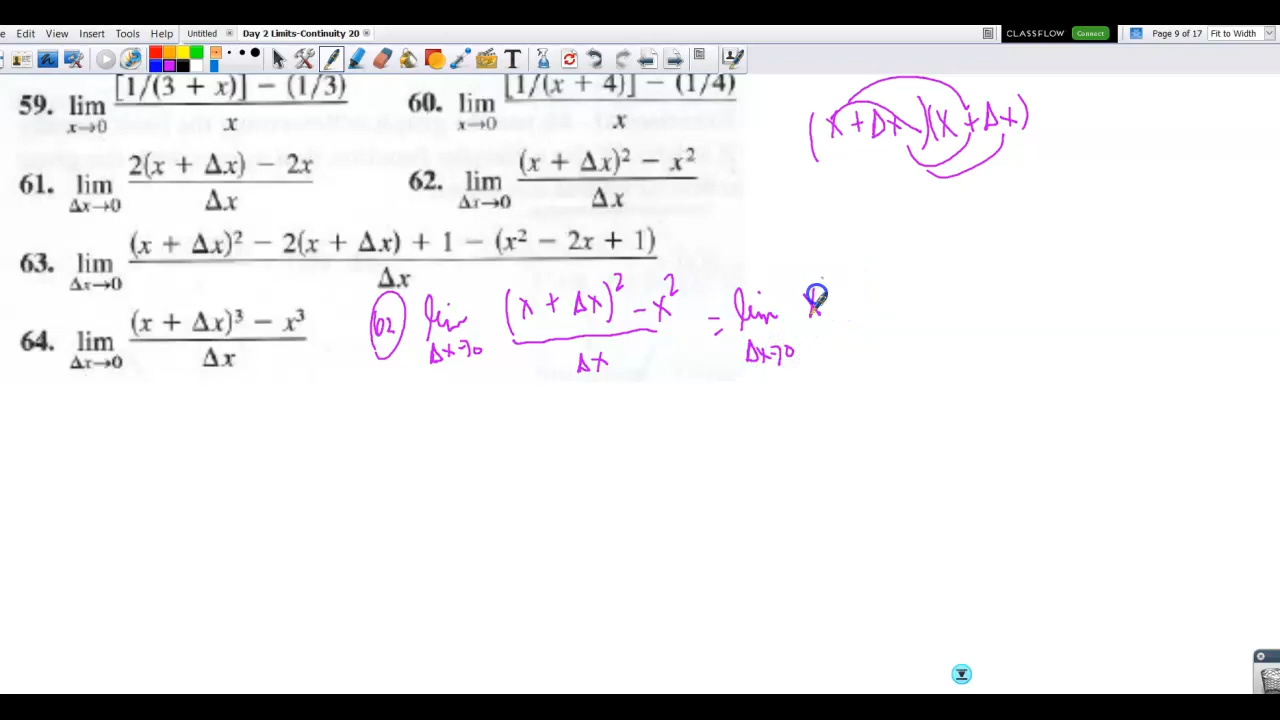 Edit View Insert Tools Help Untitled Day 2 Limits-Continuity 20 CLASSFLOW Connect Page 9 of 17 Fit to Width
59. lim x→0 [1/(3 + x)] − (1/3) / x
60. lim x→0 [1/(x + 4)] − (1/4) / x
(x + Δx)(x + Δx)
61. lim Δx→0 2(x + Δx) − 2x / Δx
62. lim Δx→0 (x + Δx)² − x² / Δx
63. lim Δx→0 (x + Δx)² − 2(x + Δx) + 1 − (x² − 2x + 1) / Δx
64. lim Δx→0 (x + Δx)³ − x³ / Δx
62 lim Δx→0 (x + Δx)² − x² / Δx = lim Δx→0